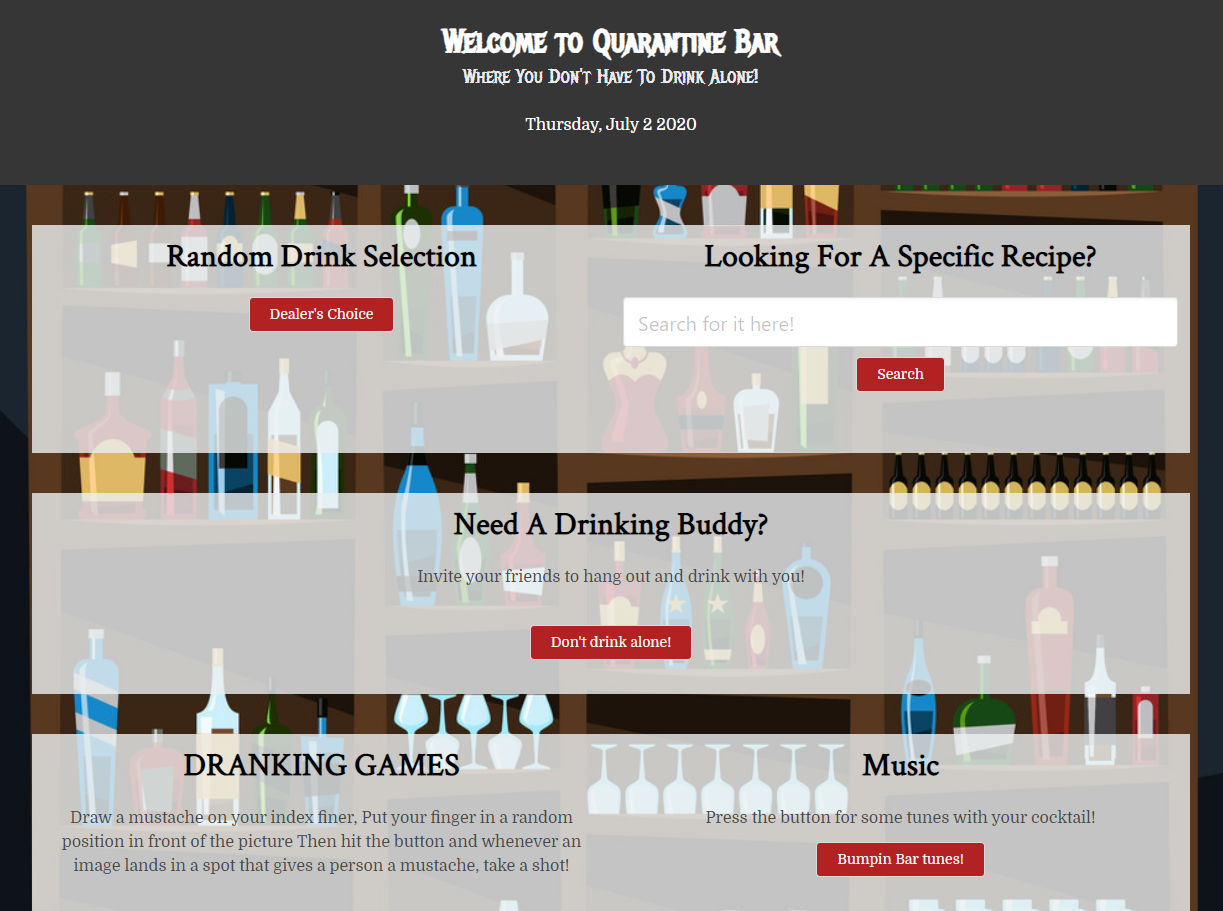 Welcome to Quarantine Bar
Where You Don't Have To Drink Alone!
Thursday, July 2 2020
Random Drink Selection
Dealer's Choice
Looking For A Specific Recipe?
Search for it here!
Search
Need A Drinking Buddy?
Invite your friends to hang out and drink with you!
Don't drink alone!
DRANKING GAMES
Draw a mustache on your index finer, Put your finger in a random
position in front of the picture Then hit the button and whenever an
image lands in a spot that gives a person a mustache, take a shot!
Music
Press the button for some tunes with your cocktail!
Bumpin Bar tunes!